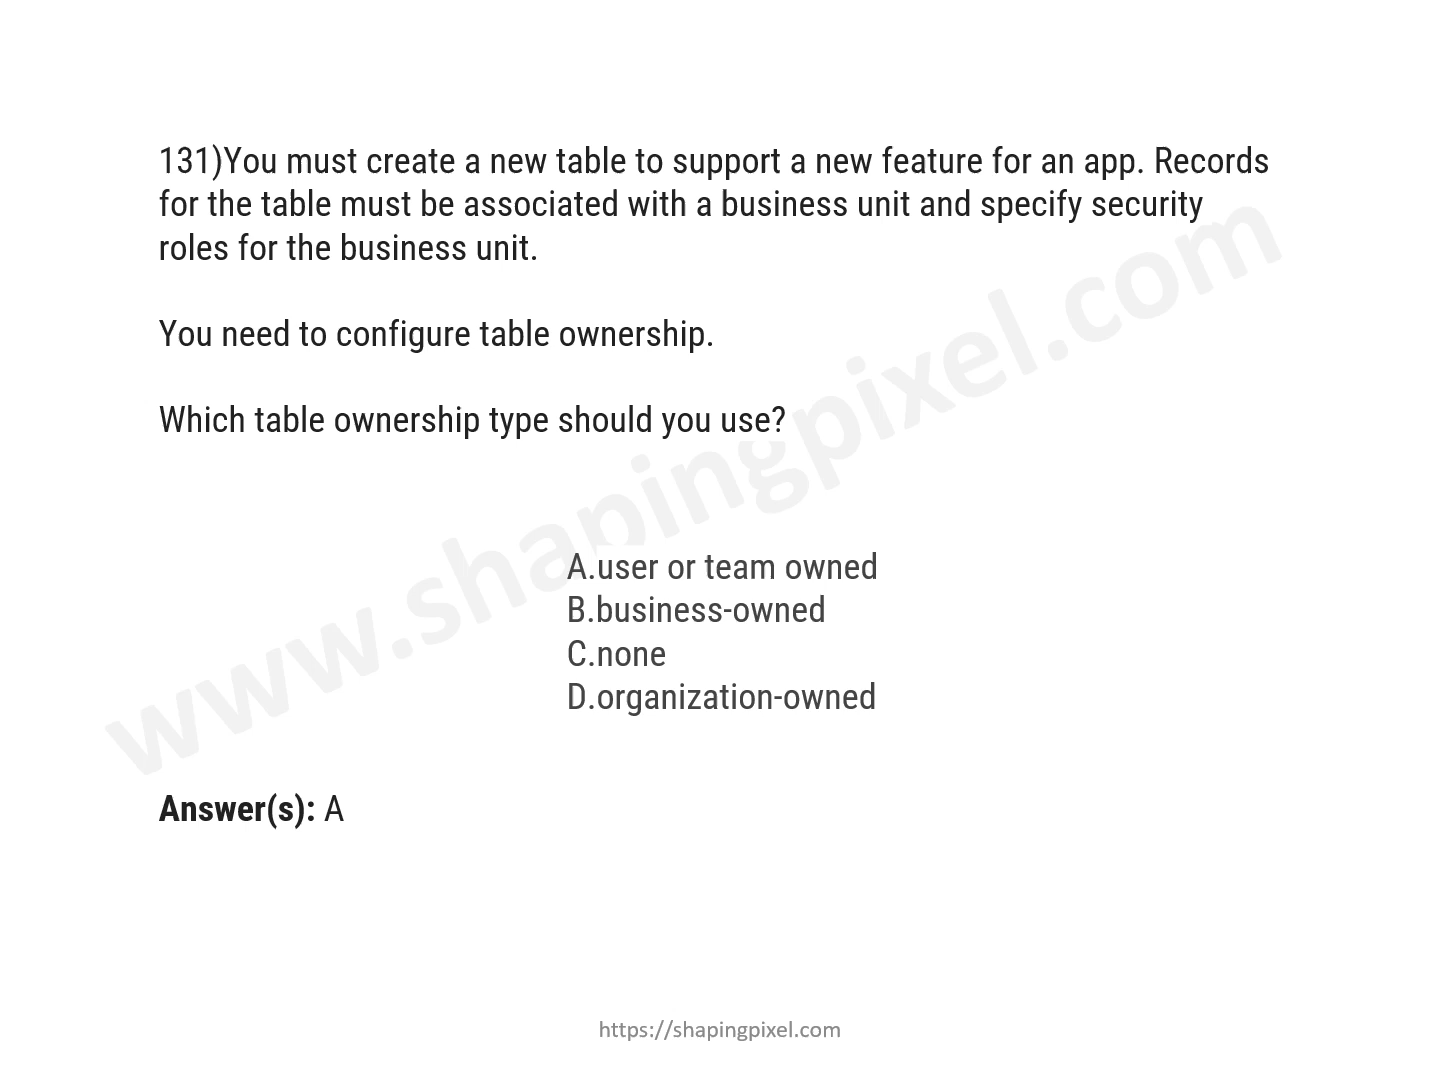 131)You must create a new table to support a new feature for an app. Records
for the table must be associated with a business unit and specify security
roles for the business unit.
You need to configure table ownership.
Which table ownership type should you use?
www.shapingpixel.com
A.user or team owned
B.business-owned
C.none
D.organization-owned
Answer(s): A
https://shapingpixel.com